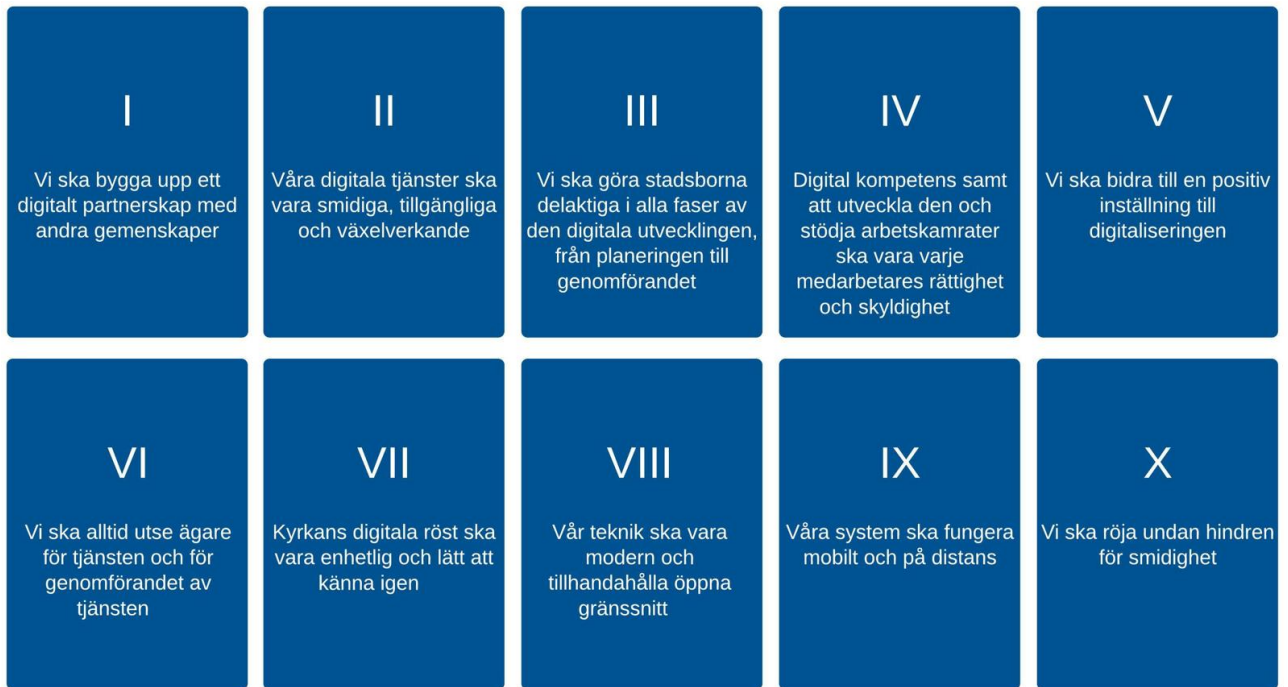 I
Vi ska bygga upp ett
digitalt partnerskap med
andra gemenskaper
II
Våra digitala tjänster ska
vara smidiga, tillgängliga
och växelverkande
III
Vi ska göra stadsborna
delaktiga i alla faser av
den digitala utvecklingen,
från planeringen till
genomförandet
IV
Digital kompetens samt
att utveckla den och
stödja arbetskamrater
ska vara varje
medarbetares rättighet
och skyldighet
V
Vi ska bidra till en positiv
inställning till
digitaliseringen
VI
Vi ska alltid utse ägare
för tjänsten och för
genomförandet av
tjänsten
VII
Kyrkans digitala röst ska
vara enhetlig och lätt att
känna igen
VIII
Vår teknik ska vara
modern och
tillhandahålla öppna
gränssnitt
IX
Våra system ska fungera
mobilt och på distans
X
Vi ska röja undan hindren
för smidighet